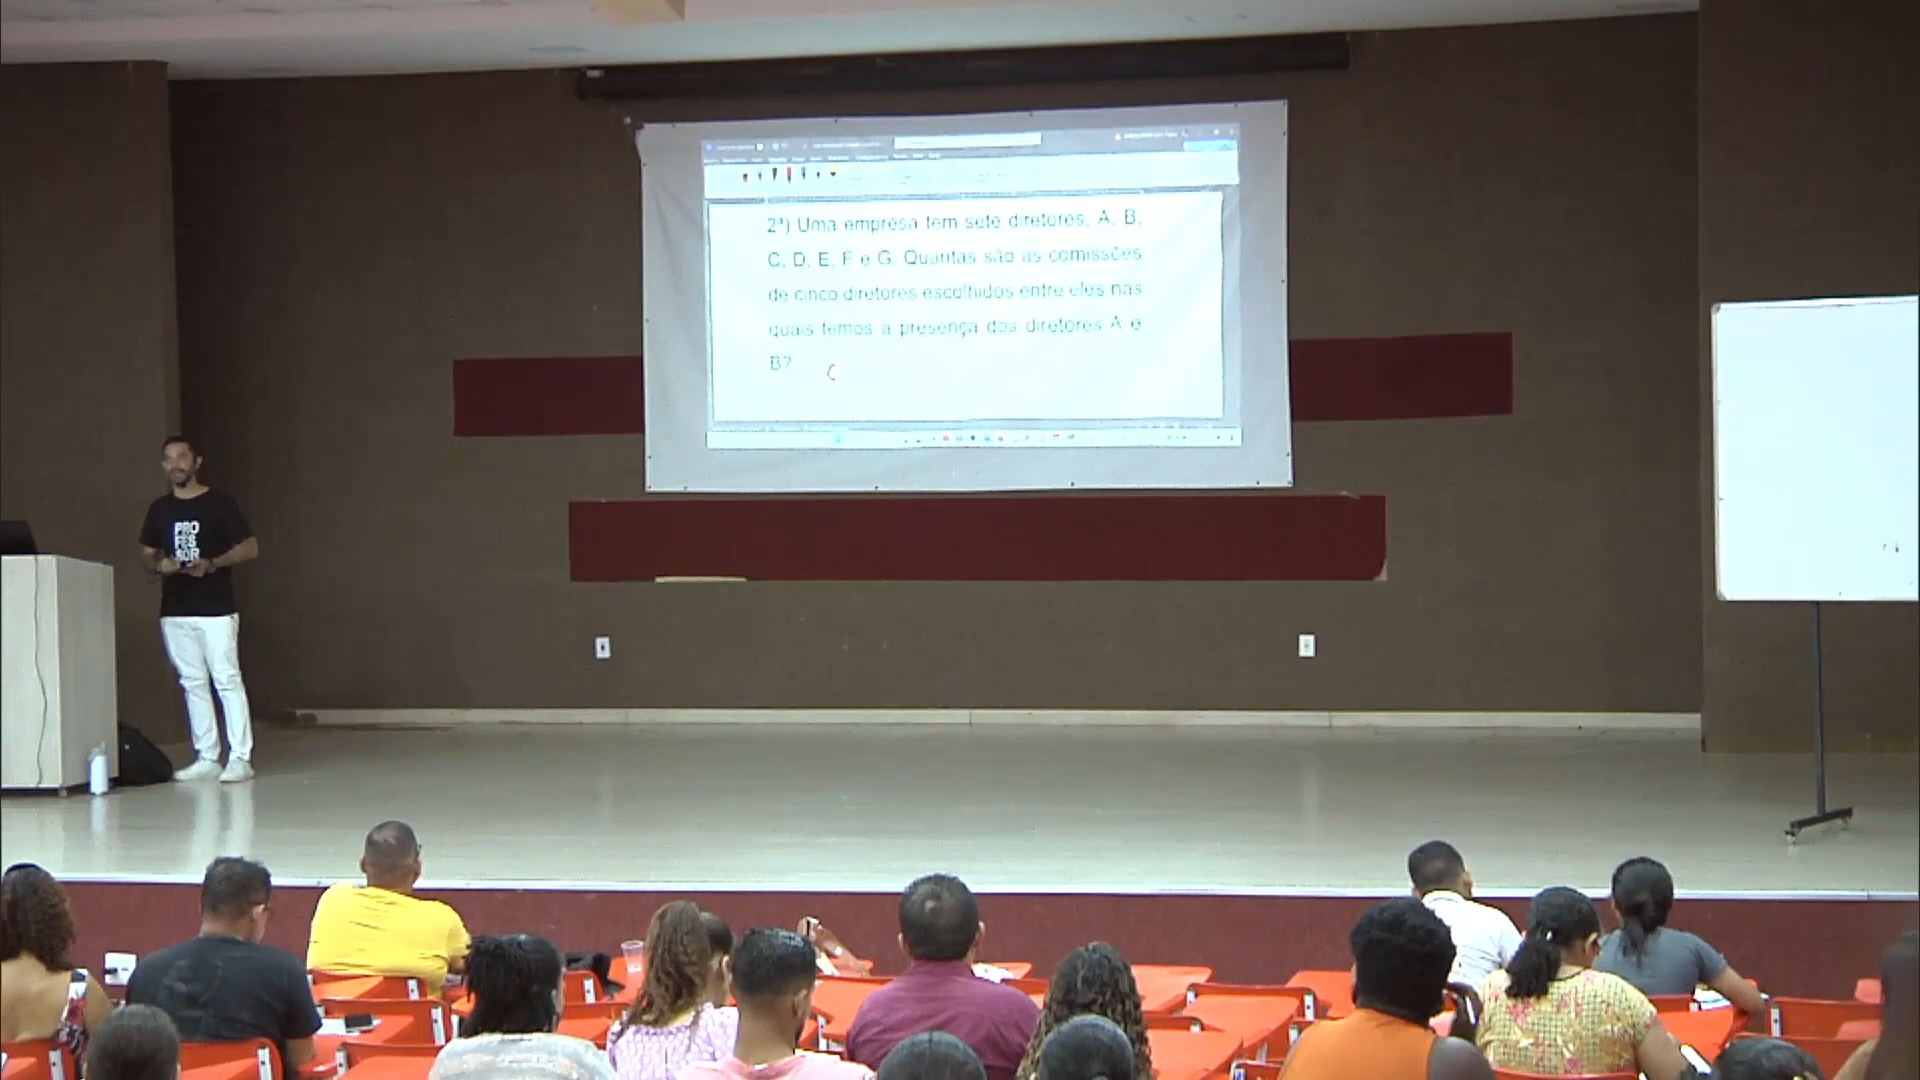 2ª) Uma empresa tem sete diretores, A, B,
C, D, E, F e G. Quantas são as comissões
de cinco diretores escolhidos entre eles nas
quais temos a presença dos diretores A e
B? C
PRO
FES
SOR